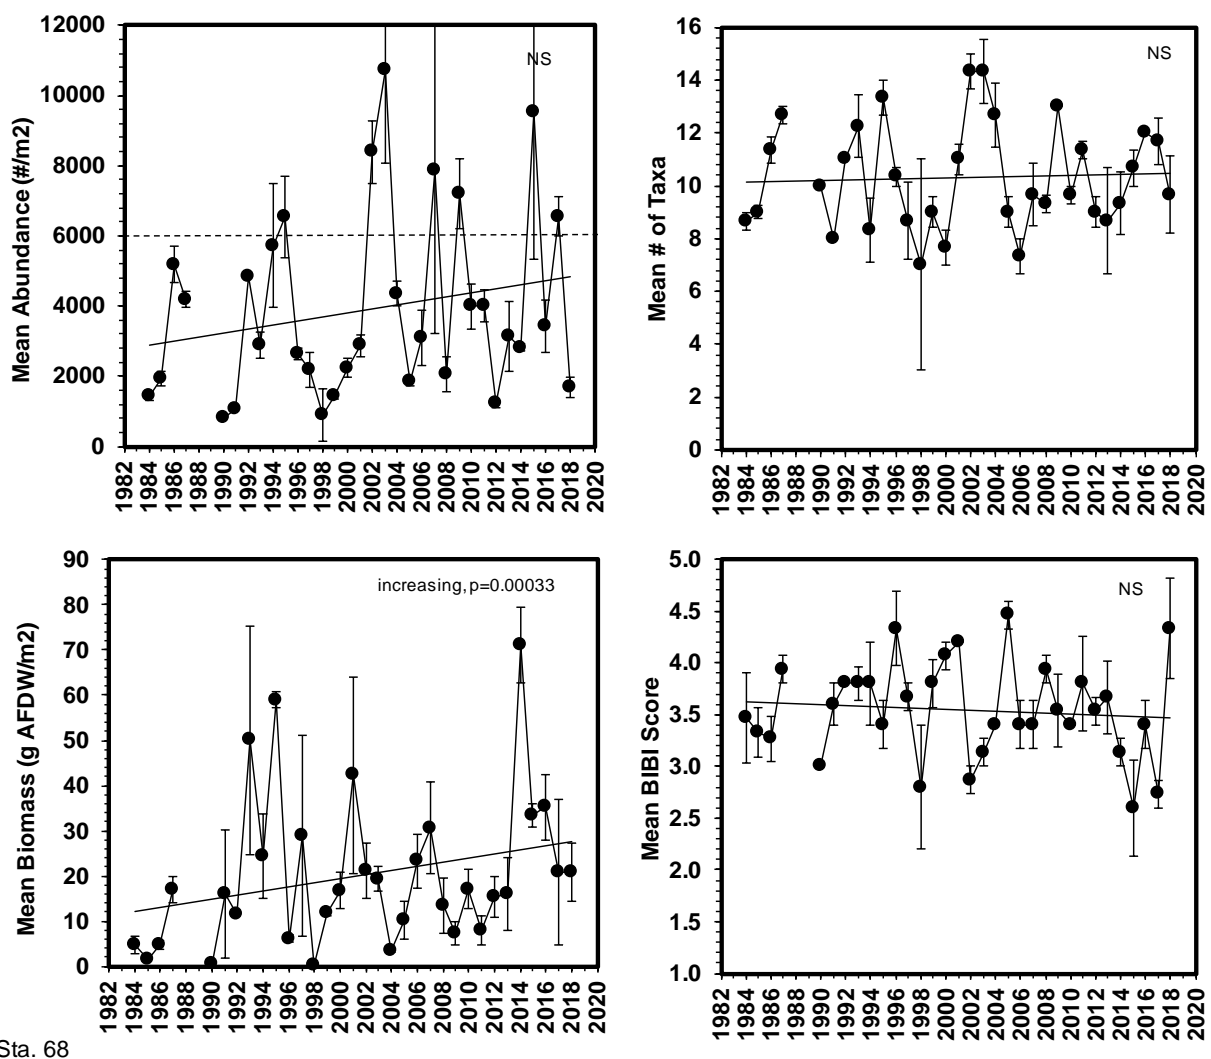 12000
10000
8000
6000
4000
2000
0
Mean Abundance (#/m2)
NS
1982 1984 1986 1988 1990 1992 1994 1996 1998 2000 2002 2004 2006 2008 2010 2012 2014 2016 2018 2020
16
14
12
10
8
6
4
2
0
Mean # of Taxa
NS
1982 1984 1986 1988 1990 1992 1994 1996 1998 2000 2002 2004 2006 2008 2010 2012 2014 2016 2018 2020
90
80
70
60
50
40
30
20
10
0
Mean Biomass (g AFDW/m2)
increasing, p=0.00033
1982 1984 1986 1988 1990 1992 1994 1996 1998 2000 2002 2004 2006 2008 2010 2012 2014 2016 2018 2020
5.0
4.5
4.0
3.5
3.0
2.5
2.0
1.5
1.0
Mean BIBI Score
NS
1982 1984 1986 1988 1990 1992 1994 1996 1998 2000 2002 2004 2006 2008 2010 2012 2014 2016 2018 2020
Sta. 68